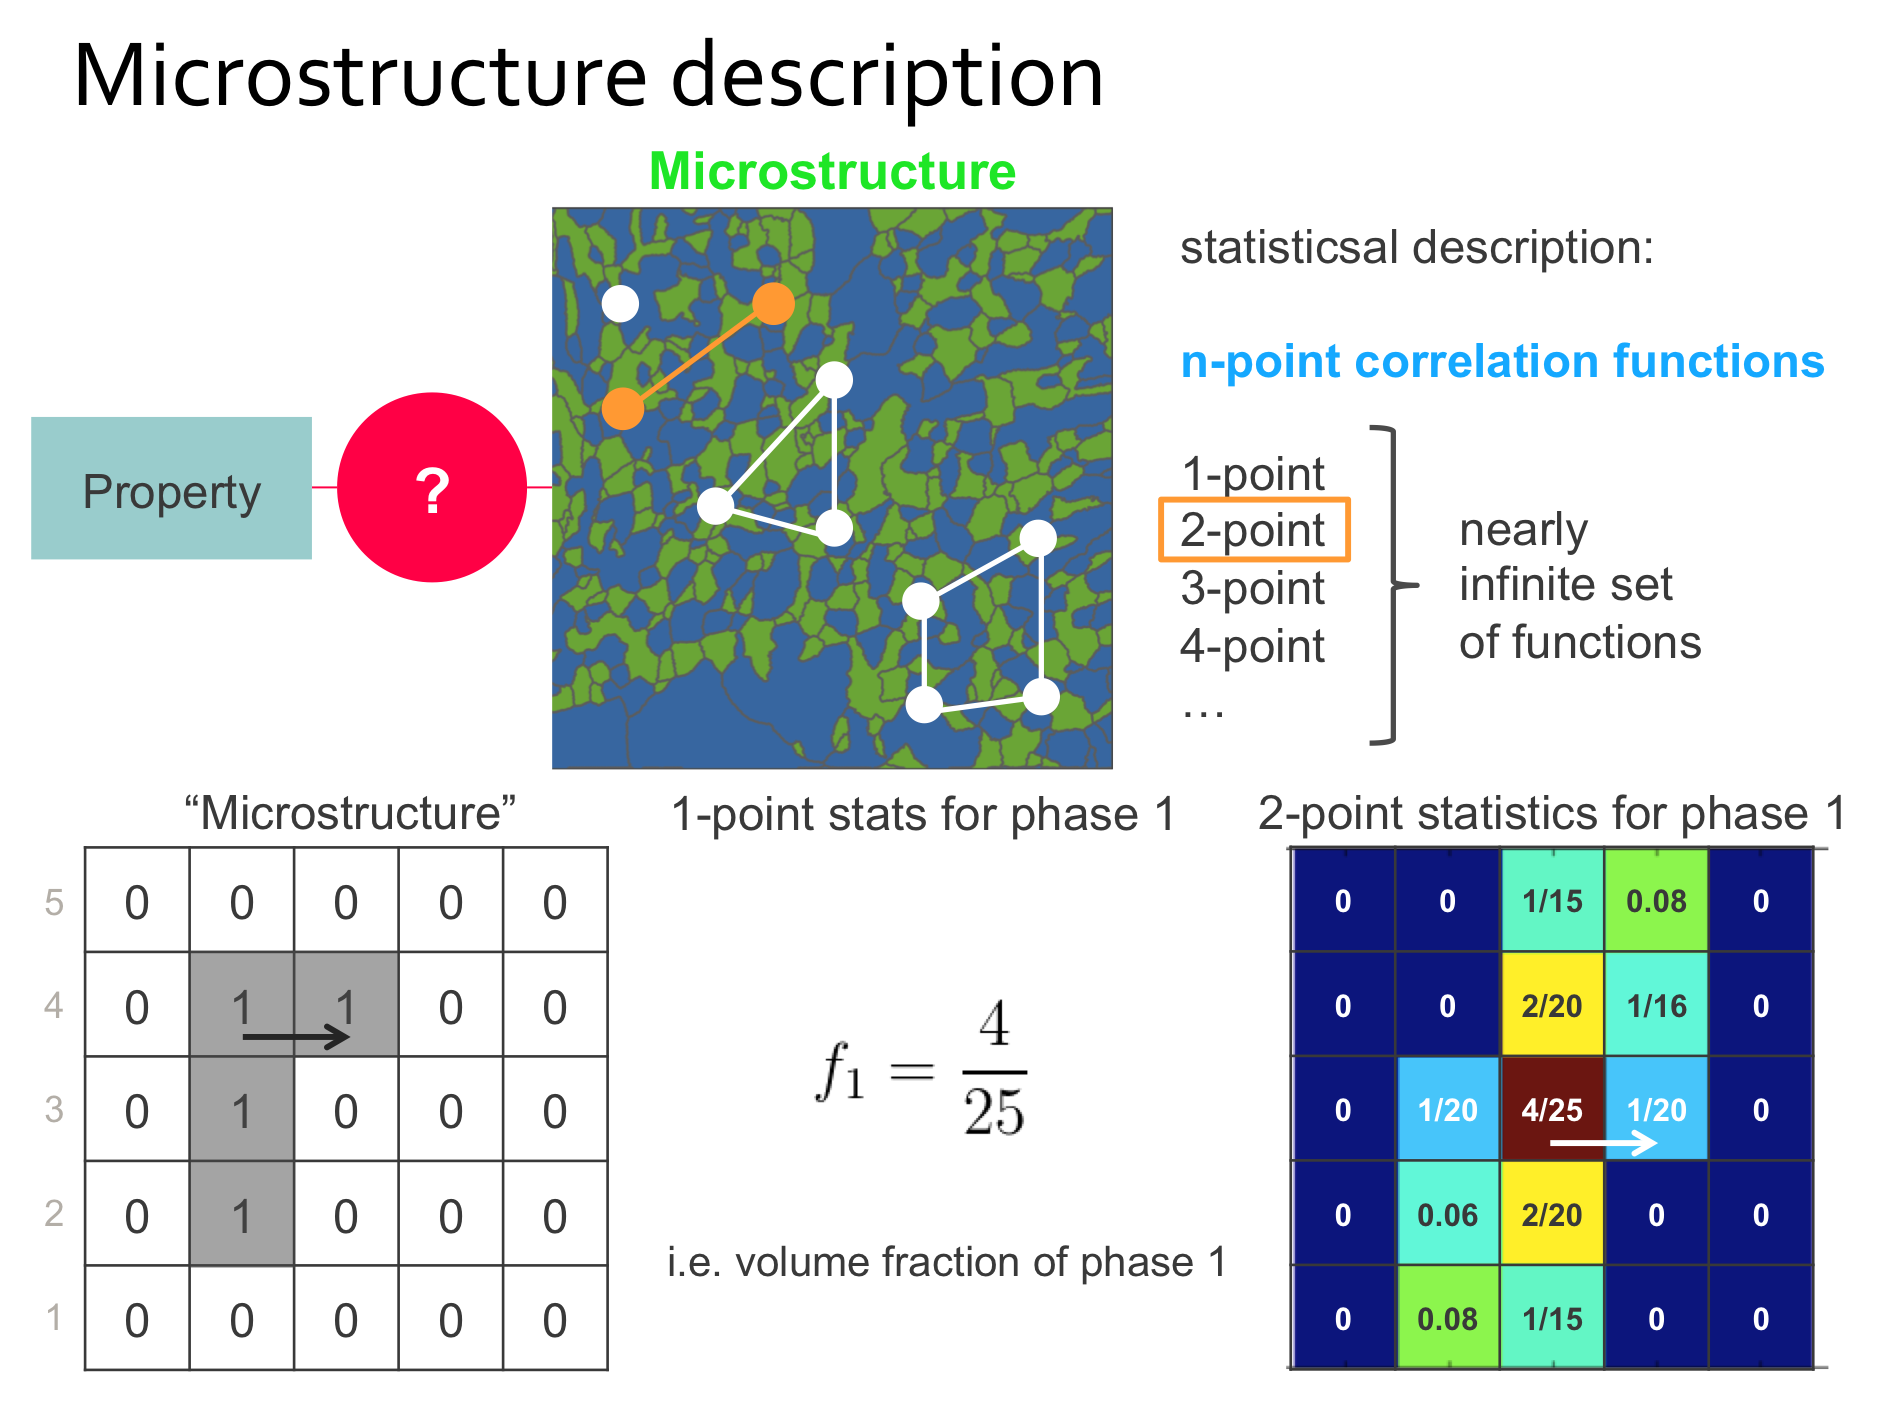 Microstructure description
Microstructure
statisticsal description:
n-point correlation functions
Property
?
1-point
2-point
3-point
4-point
…
nearly
infinite set
of functions
“Microstructure”
5 0 0 0 0 0
4 0 1 1 0 0
3 0 1 0 0 0
2 0 1 0 0 0
1 0 0 0 0 0
1-point stats for phase 1
f₁ = 4/25
i.e. volume fraction of phase 1
2-point statistics for phase 1
0 0 1/15 0.08 0
0 0 2/20 1/16 0
0 1/20 4/25 1/20 0
0 0.06 2/20 0 0
0 0.08 1/15 0 0